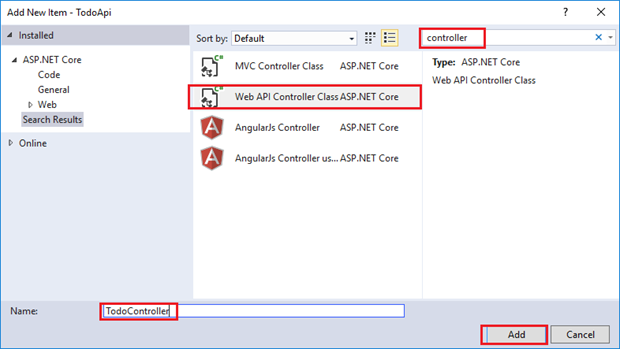 Add New Item - TodoApi
?
Installed
ASP.NET Core
Code
General
Web
Search Results
Online
Sort by: Default
controller
MVC Controller Class ASP.NET Core
Web API Controller Class ASP.NET Core
AngularJs Controller ASP.NET Core
AngularJs Controller us... ASP.NET Core
Type: ASP.NET Core
Web API Controller Class
Name: TodoController
Add Cancel